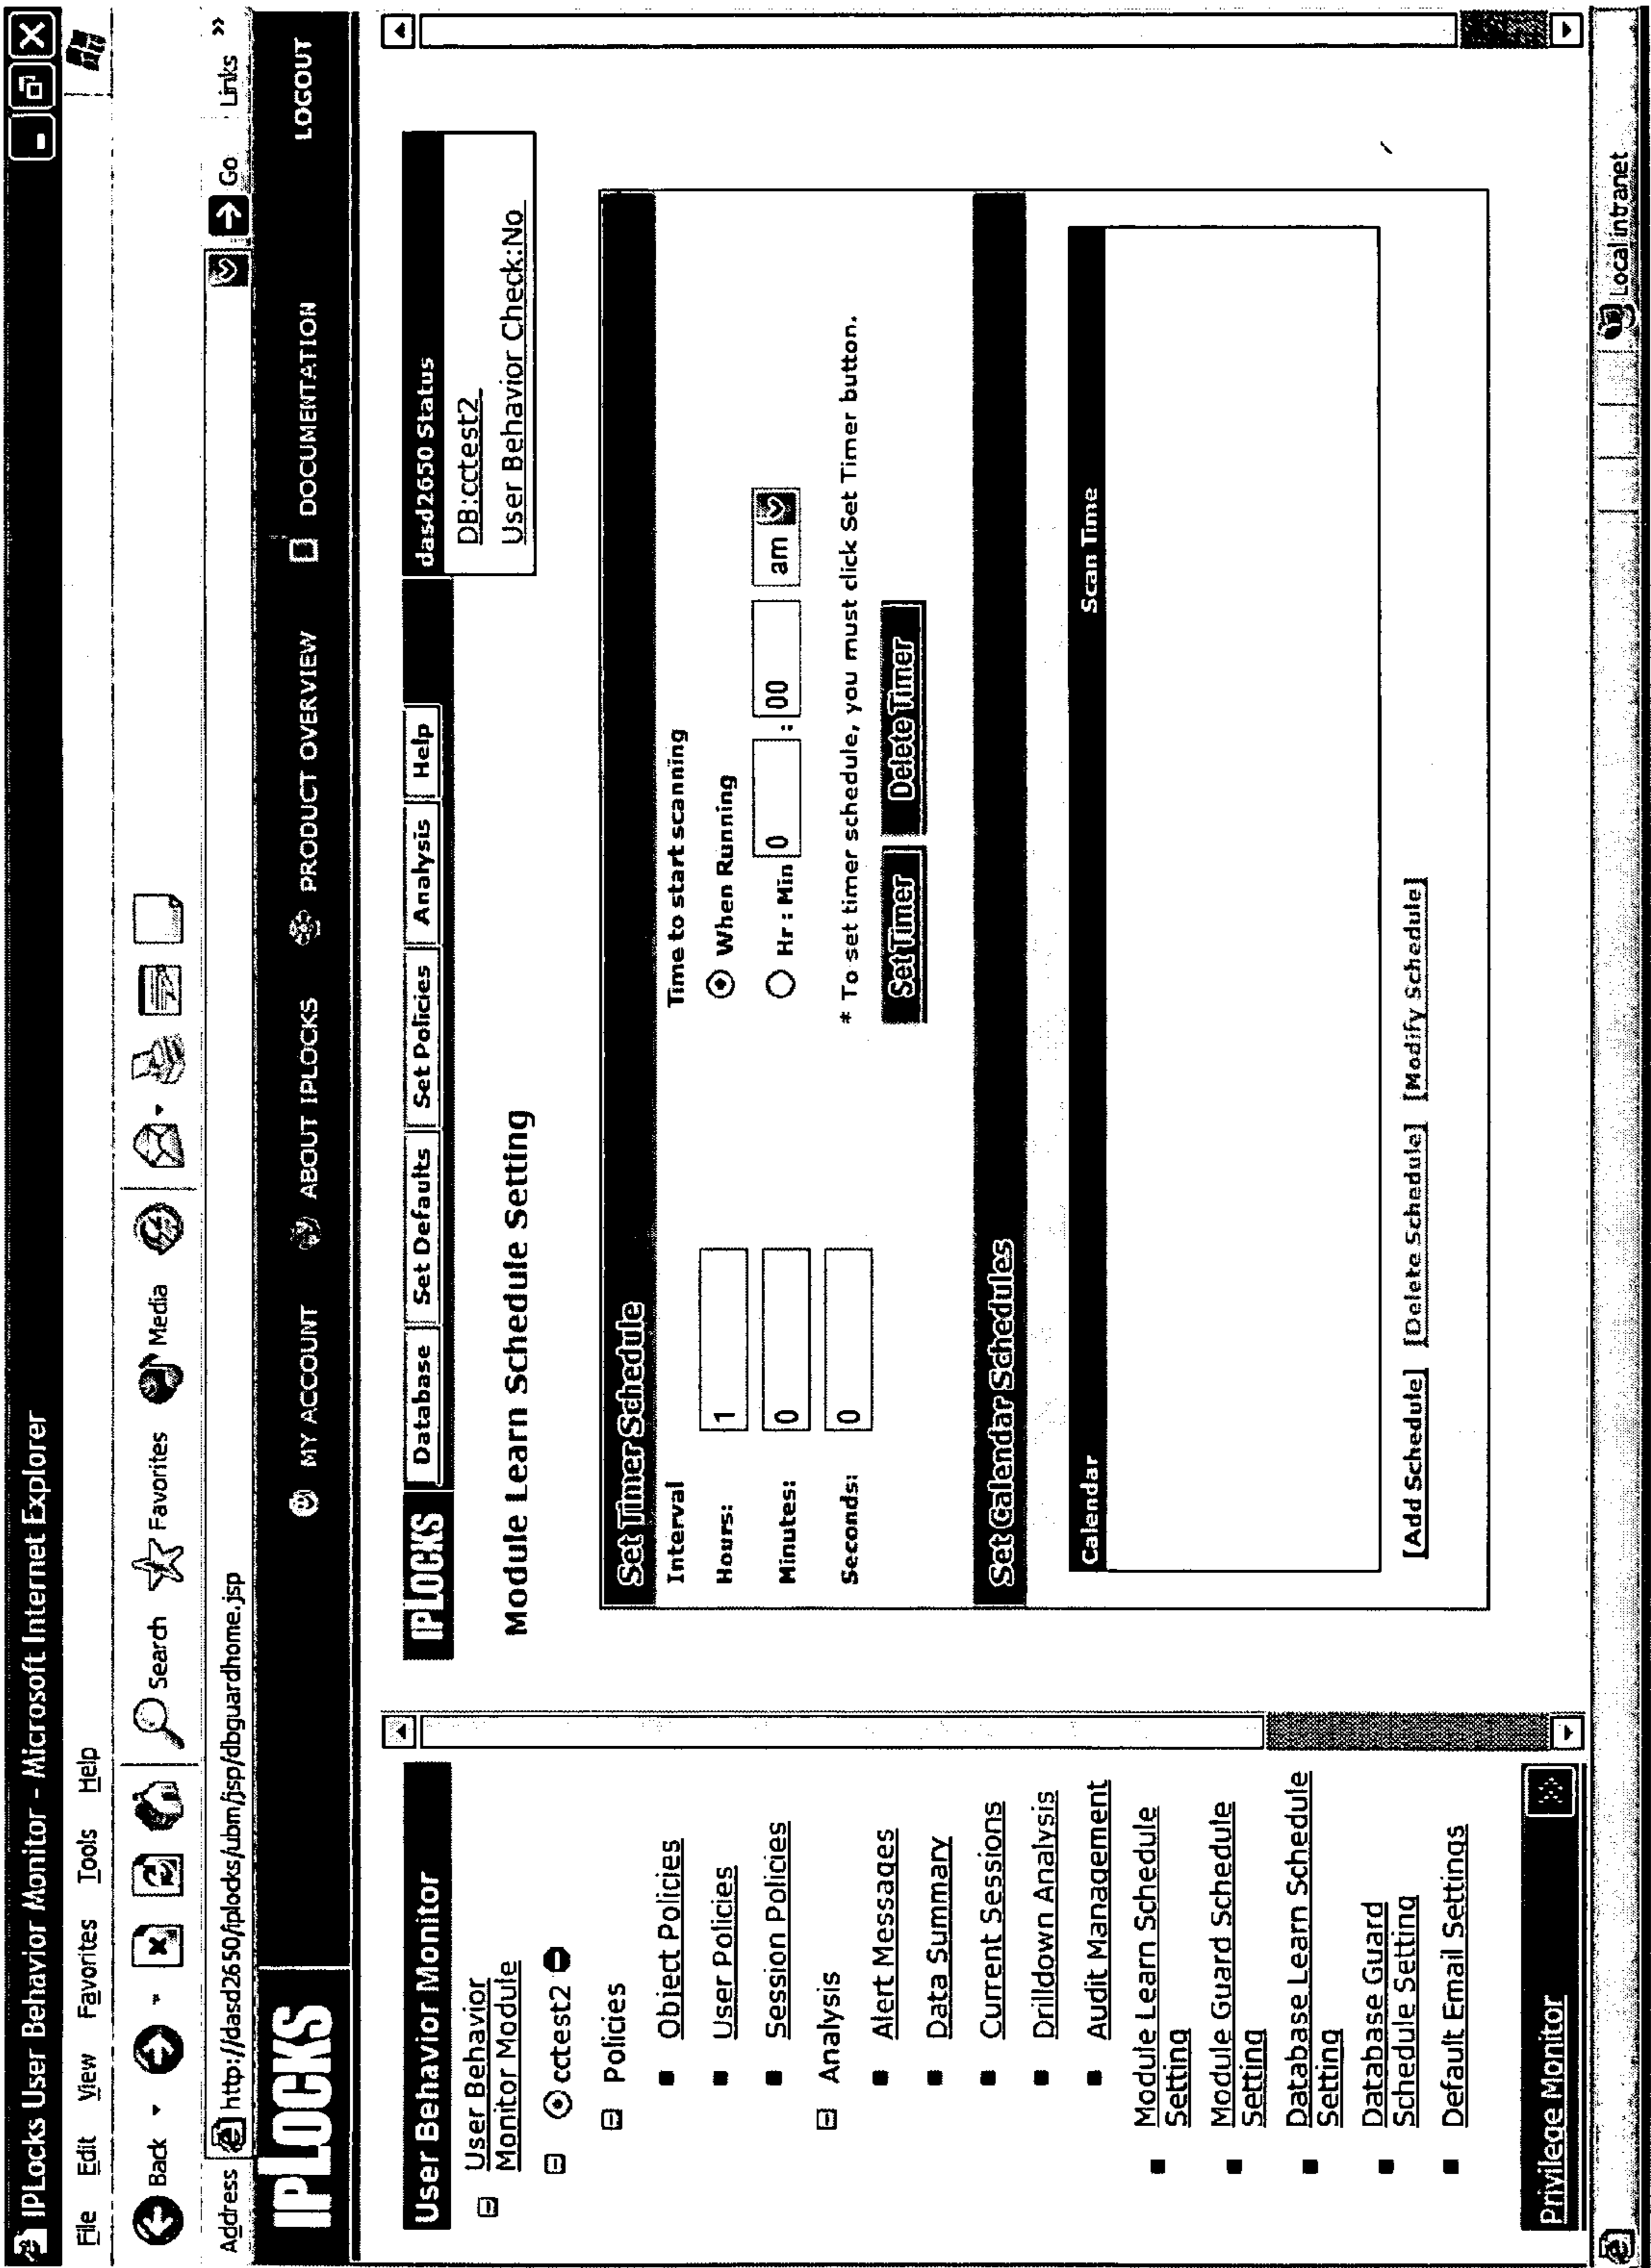 IPLocks User Behavior Monitor - Microsoft Internet Explorer
File Edit View Favorites Tools Help
Back Search Favorites Media
Address http://dasd2650/iplocks/ubm/jsp/dbguardhome.jsp Go Links »
IPLOCKS
MY ACCOUNT ABOUT IPLOCKS PRODUCT OVERVIEW DOCUMENTATION LOGOUT
User Behavior Monitor
User Behavior
Monitor Module
cctest2
Policies
Object Policies
User Policies
Session Policies
Analysis
Alert Messages
Data Summary
Current Sessions
Drilldown Analysis
Audit Management
Module Learn Schedule
Setting
Module Guard Schedule
Setting
Database Learn Schedule
Setting
Database Guard
Schedule Setting
Default Email Settings
Privilege Monitor
IPLOCKS Database Set Defaults Set Policies Analysis Help
dasd2650 Status
DB:cctest2
User Behavior Check:No
Module Learn Schedule Setting
Set Timer Schedule
Interval Time to start scanning
Hours: 1 When Running
Minutes: 0 Hr : Min 0 : 00 am
Seconds: 0 * To set timer schedule, you must click Set Timer button.
Set Timer Delete Timer
Set Calendar Schedules
Calendar Scan Time
[Add Schedule] [Delete Schedule] [Modify Schedule]
Local intranet